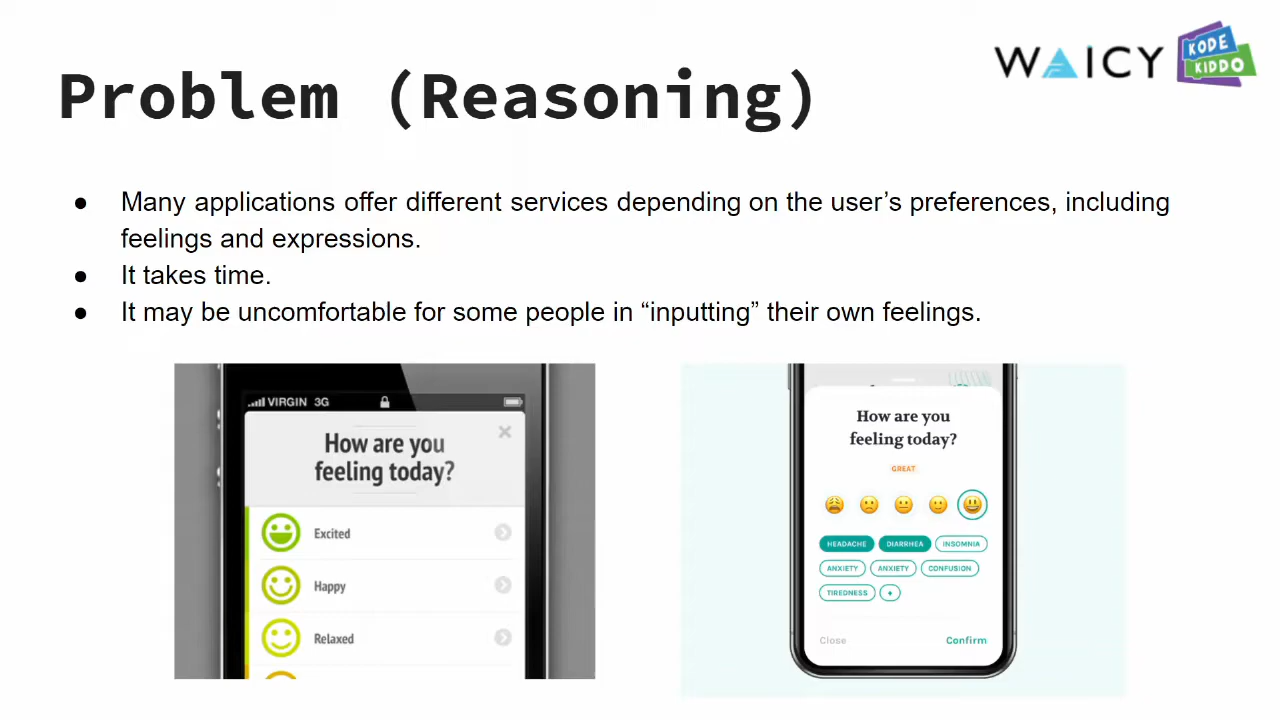 WAICY
KODE
KIDDO
Problem (Reasoning)
● Many applications offer different services depending on the user’s preferences, including
feelings and expressions.
● It takes time.
● It may be uncomfortable for some people in “inputting” their own feelings.
VIRGIN 3G
How are you
feeling today?
Excited
Happy
Relaxed
How are you
feeling today?
GREAT
HEADACHE DIARRHEA INSOMNIA
ANXIETY ANXIETY CONFUSION
TIREDNESS +
Close Confirm